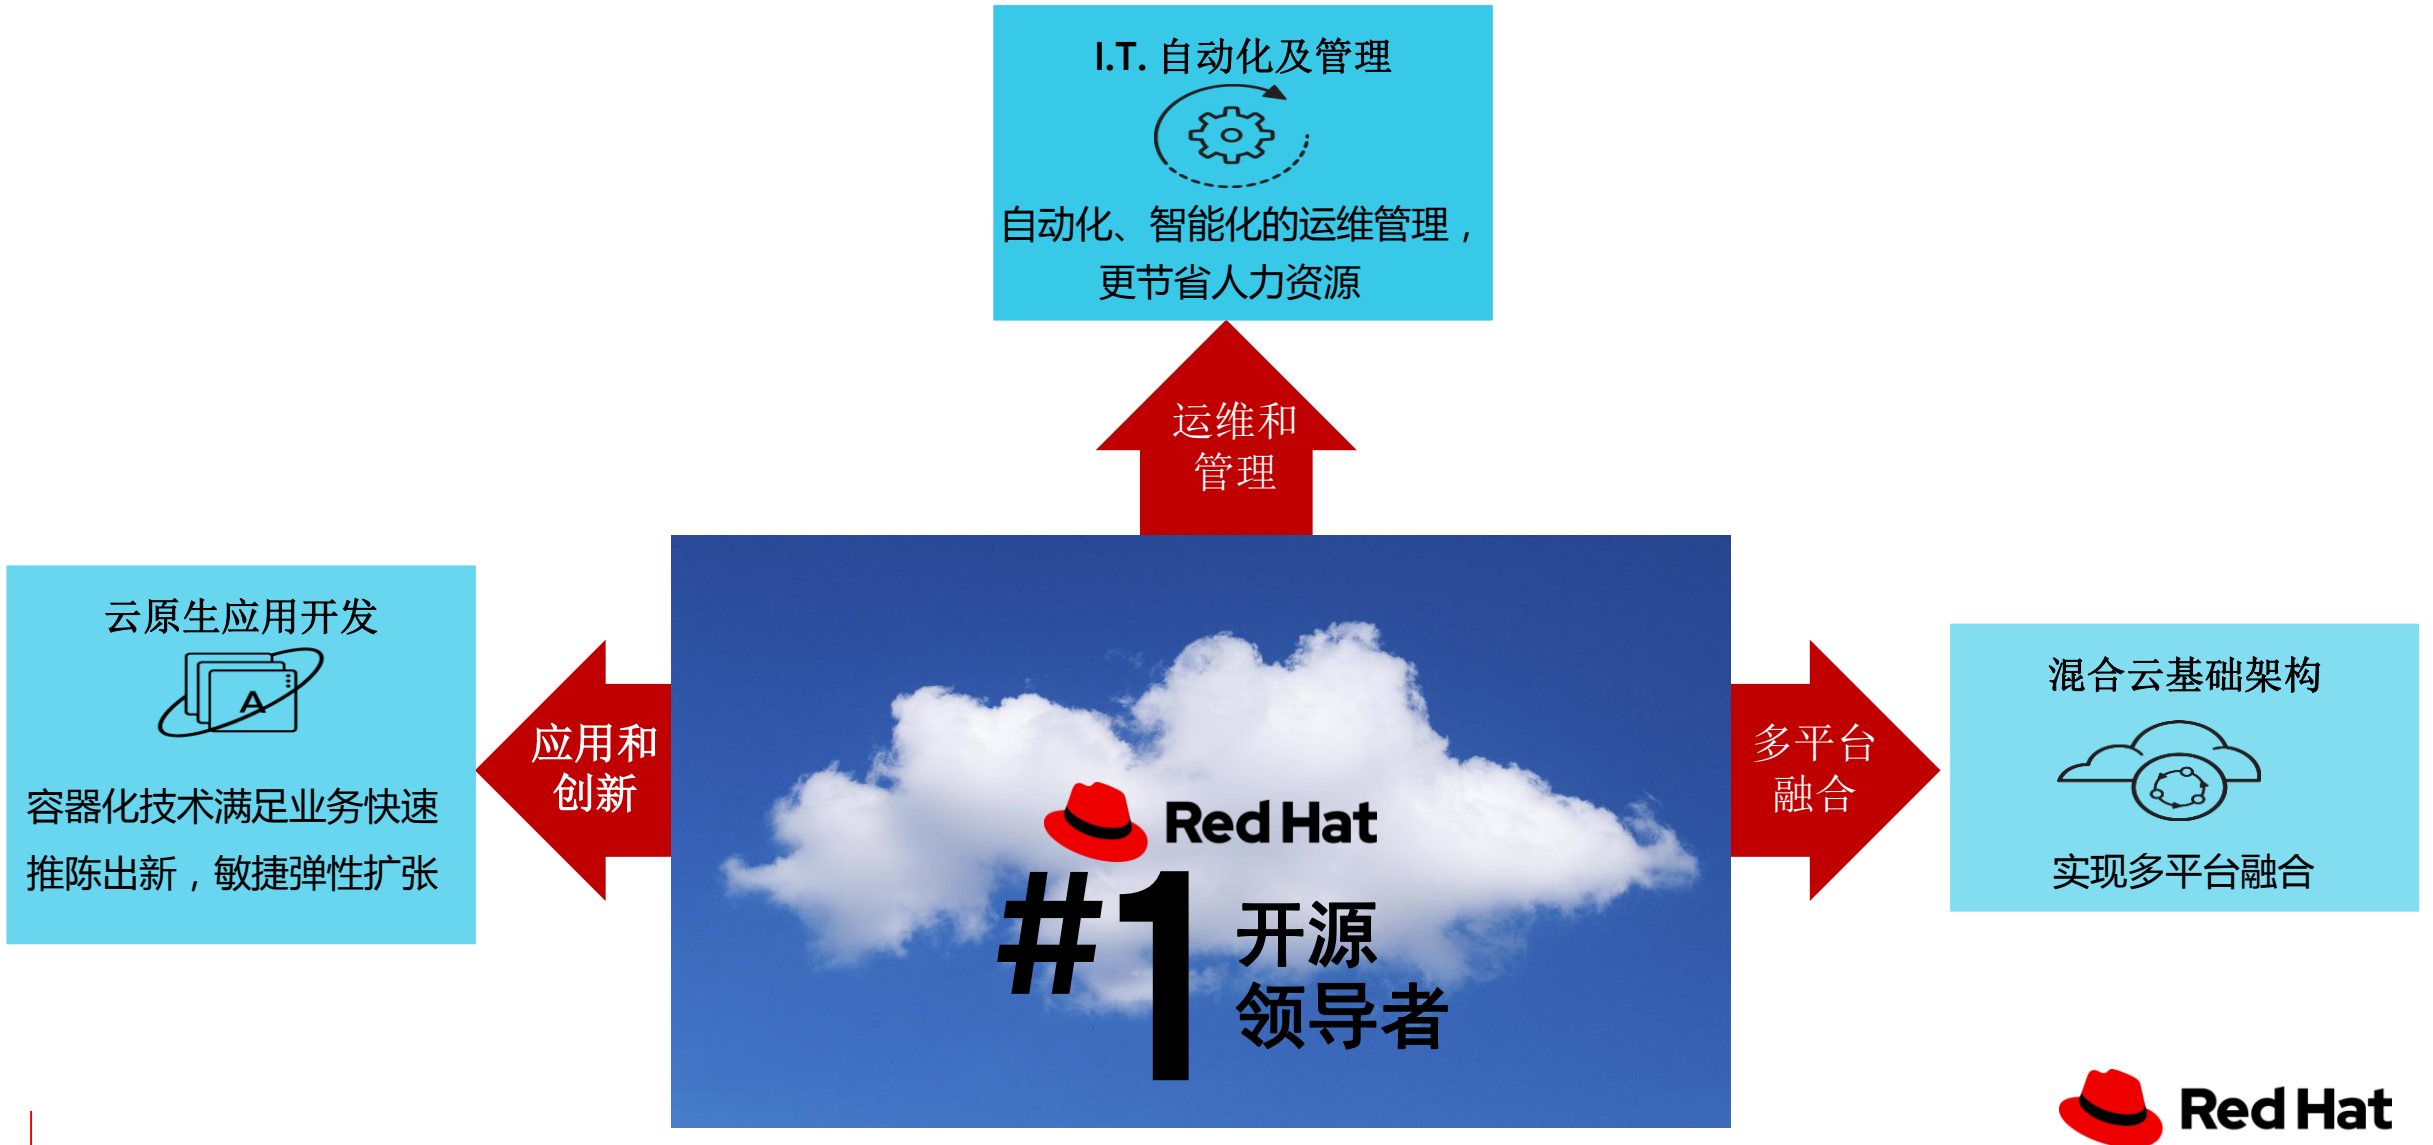 I.T. 自动化及管理
自动化、智能化的运维管理，
更节省人力资源
运维和
管理
云原生应用开发
A
容器化技术满足业务快速
推陈出新，敏捷弹性扩张
应用和
创新
Red Hat
#1
开源
领导者
多平台
融合
混合云基础架构
实现多平台融合
Red Hat